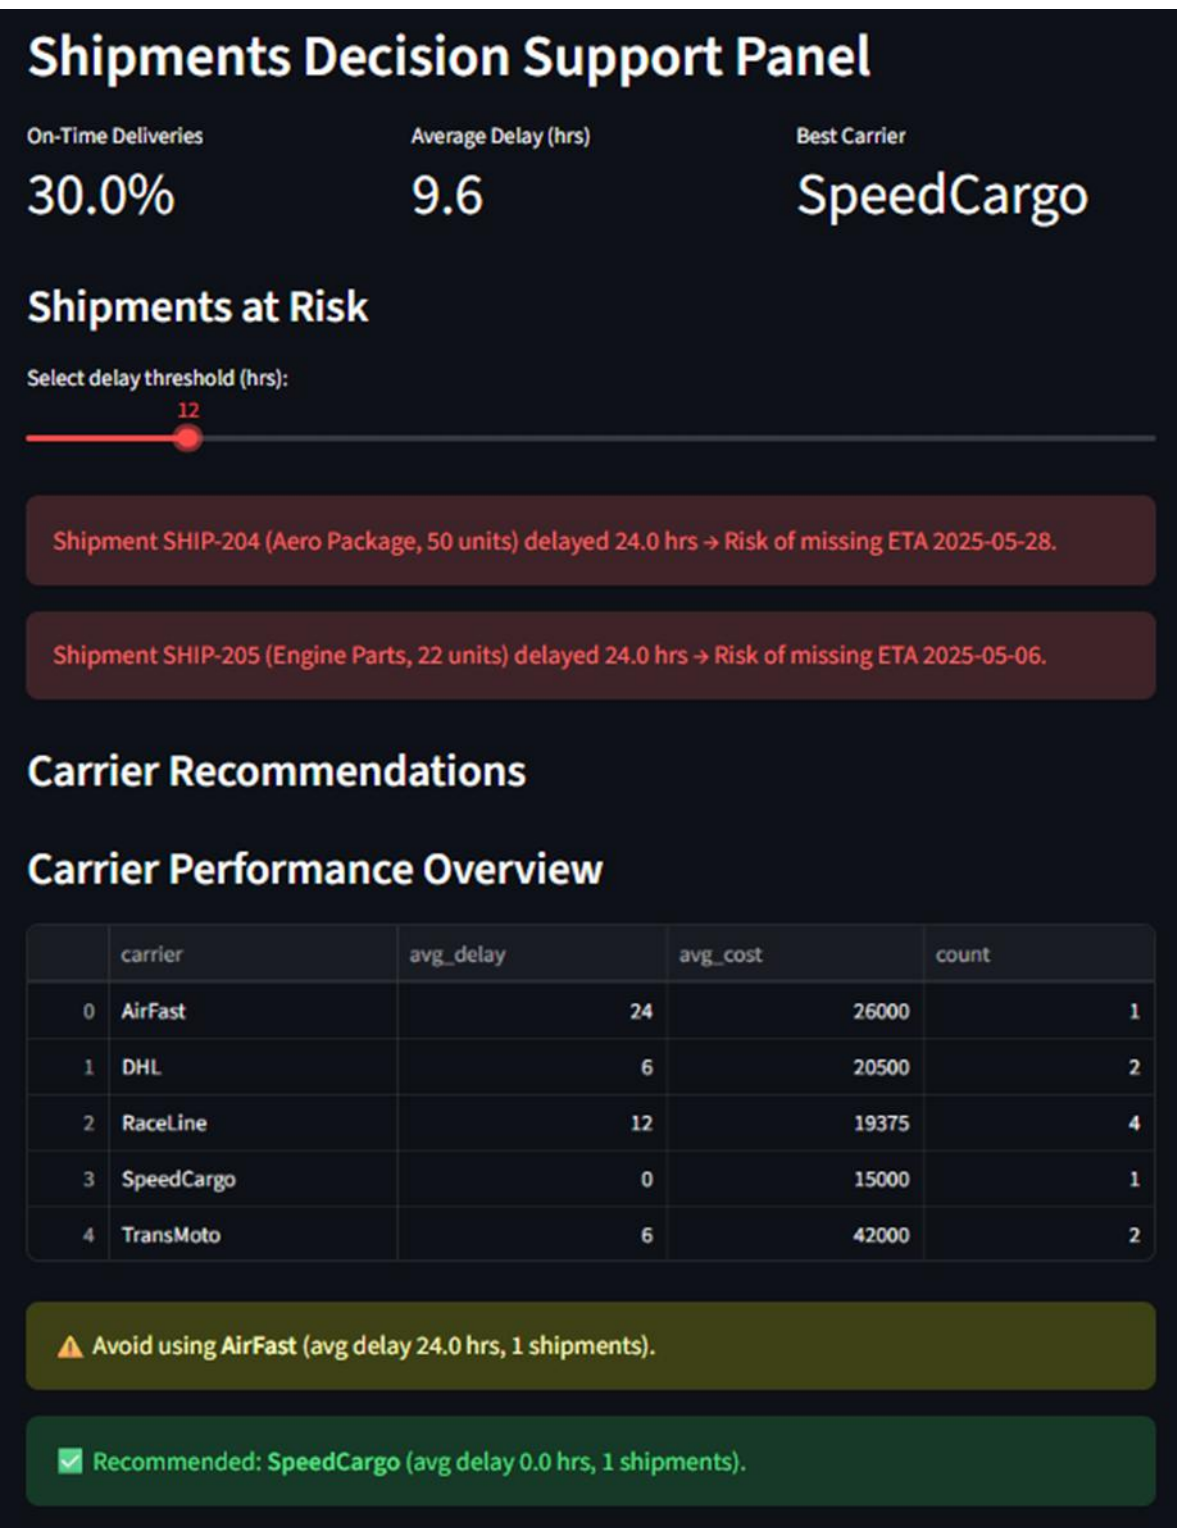 Shipments Decision Support Panel
On-Time Deliveries Average Delay (hrs) Best Carrier
30.0% 9.6 SpeedCargo
Shipments at Risk
Select delay threshold (hrs):
12
Shipment SHIP-204 (Aero Package, 50 units) delayed 24.0 hrs → Risk of missing ETA 2025-05-28.
Shipment SHIP-205 (Engine Parts, 22 units) delayed 24.0 hrs → Risk of missing ETA 2025-05-06.
Carrier Recommendations
Carrier Performance Overview
carrier avg_delay avg_cost count
0 AirFast 24 26000 1
1 DHL 6 20500 2
2 RaceLine 12 19375 4
3 SpeedCargo 0 15000 1
4 TransMoto 6 42000 2
⚠️ Avoid using AirFast (avg delay 24.0 hrs, 1 shipments).
✅ Recommended: SpeedCargo (avg delay 0.0 hrs, 1 shipments).